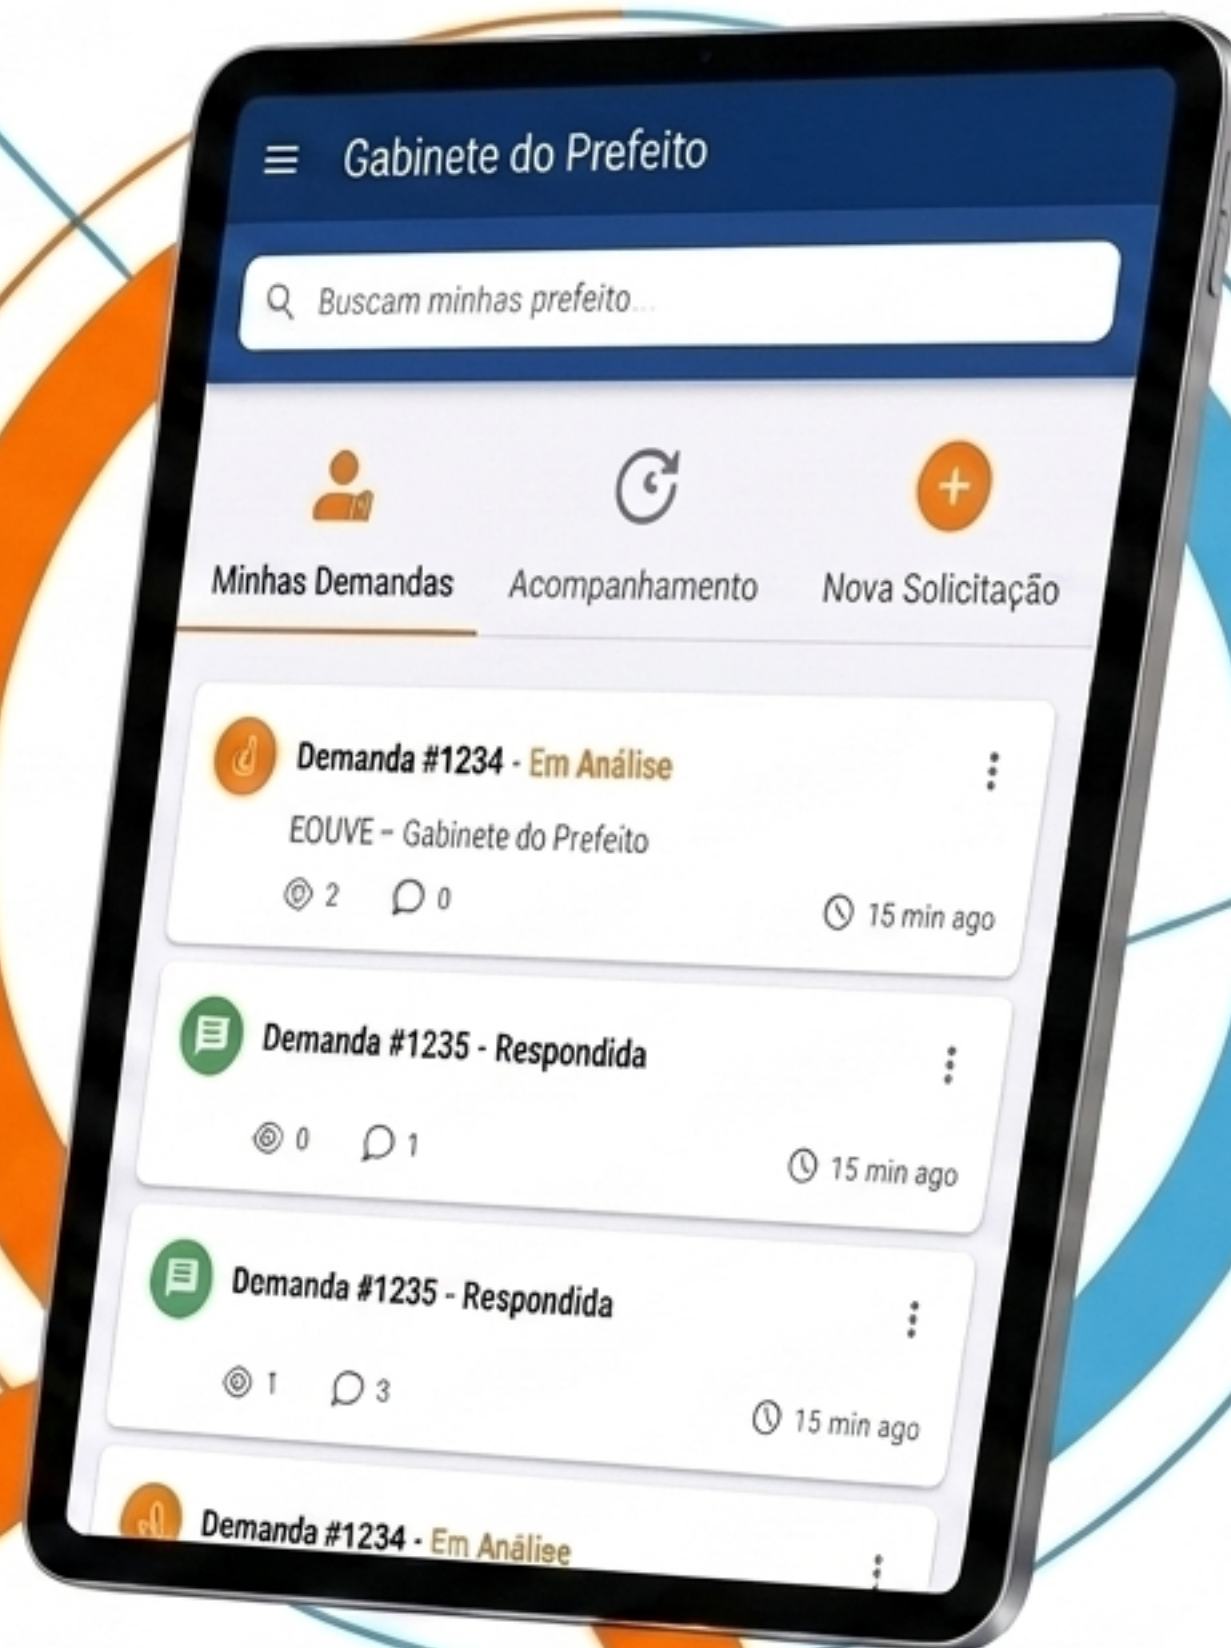 Gabinete do Prefeito
Buscam minhas prefeito...
Minhas Demandas
Acompanhamento
Nova Solicitação
Demanda #1234 - Em Análise
EOUVE – Gabinete do Prefeito
2
0
15 min ago
Demanda #1235 - Respondida
0
1
15 min ago
Demanda #1235 - Respondida
1
3
15 min ago
Demanda #1234 - Em Análise